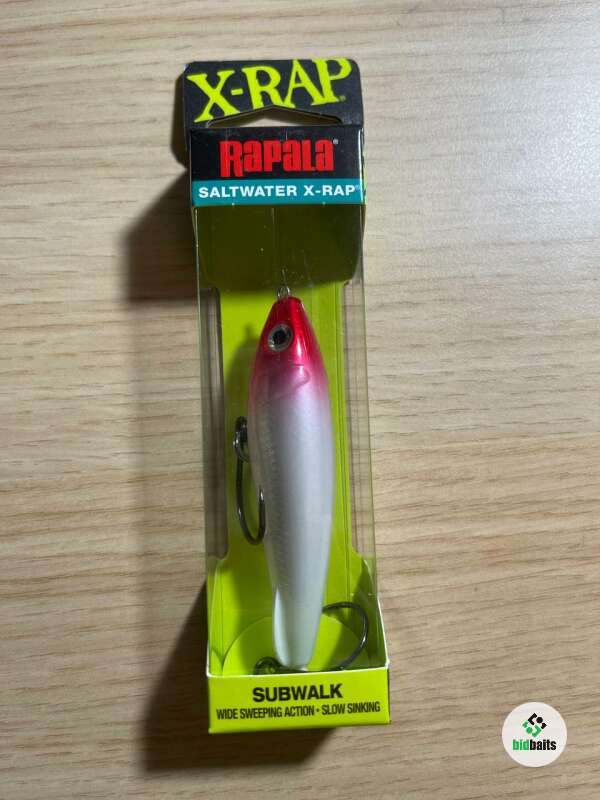 X-RAP®
Rapala®
SALTWATER X-RAP®
SUBWALK
WIDE SWEEPING ACTION • SLOW SINKING
bidbaits